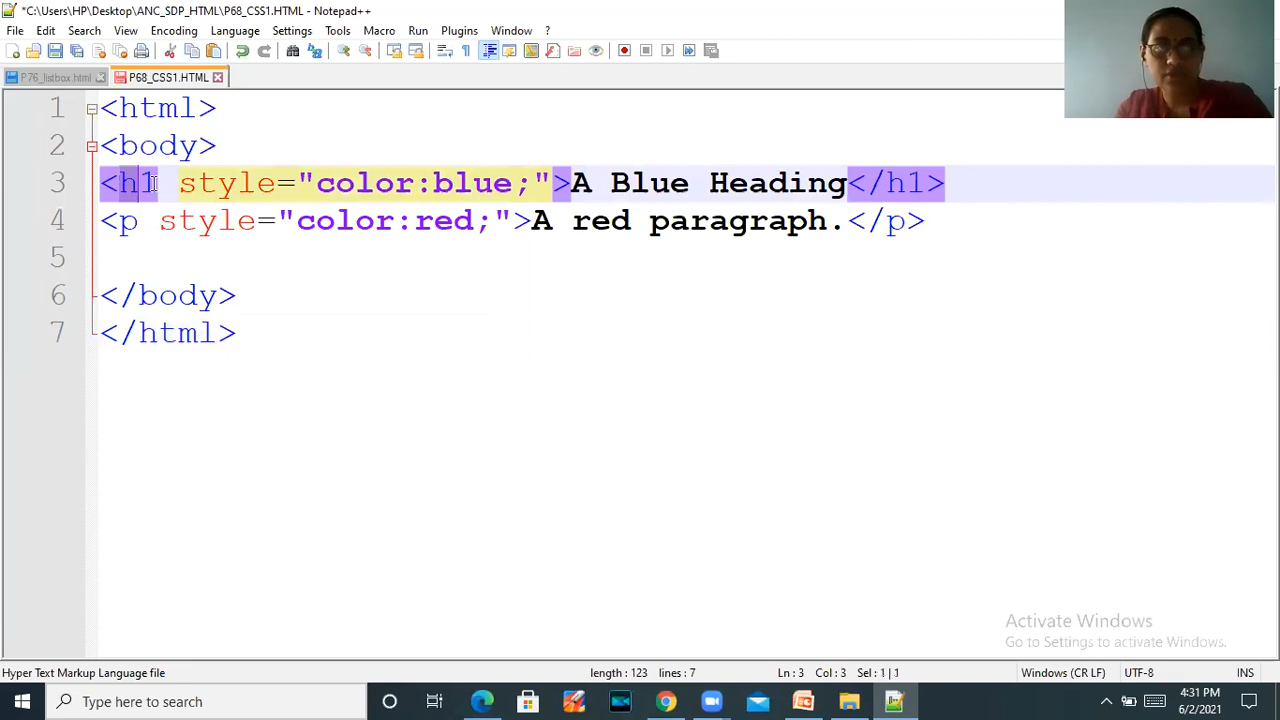 *C:\Users\HP\Desktop\ANC_SDP_HTML\P68_CSS1.HTML - Notepad++
File Edit Search View Encoding Language Settings Tools Macro Run Plugins Window ?
P76_listbox.html P68_CSS1.HTML
1 <html>
2 <body>
3 <h1 style="color:blue;">A Blue Heading</h1>
4 <p style="color:red;">A red paragraph.</p>
5
6 </body>
7 </html>
Activate Windows
Go to Settings to activate Windows.
Hyper Text Markup Language file length : 123 lines : 7 Ln : 3 Col : 3 Sel : 1 | 1 Windows (CR LF) UTF-8 INS
Type here to search
4:31 PM
6/2/2021